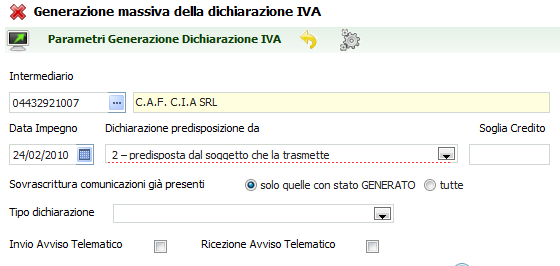 Generazione massiva della dichiarazione IVA
Parametri Generazione Dichiarazione IVA
Intermediario
04432921007 ... C.A.F. C.I.A SRL
Data Impegno Dichiarazione predisposizione da Soglia Credito
24/02/2010 2 – predisposta dal soggetto che la trasmette
Sovrascrittura comunicazioni già presenti solo quelle con stato GENERATO tutte
Tipo dichiarazione
Invio Avviso Telematico Ricezione Avviso Telematico